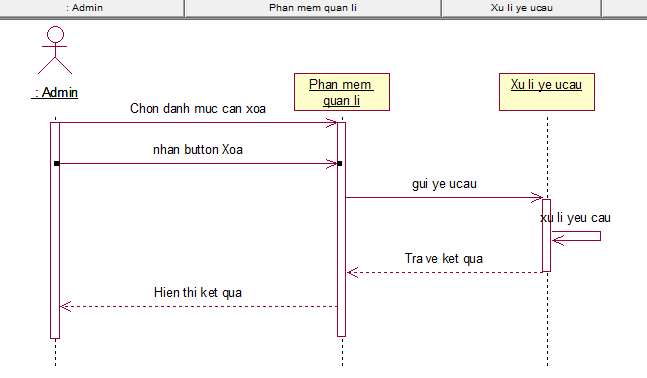 : Admin
Phan mem quan li
Xu li ye ucau
: Admin
Phan mem
quan li
Xu li ye ucau
Chon danh muc can xoa
nhan button Xoa
gui ye ucau
xu li yeu cau
Tra ve ket qua
Hien thi ket qua